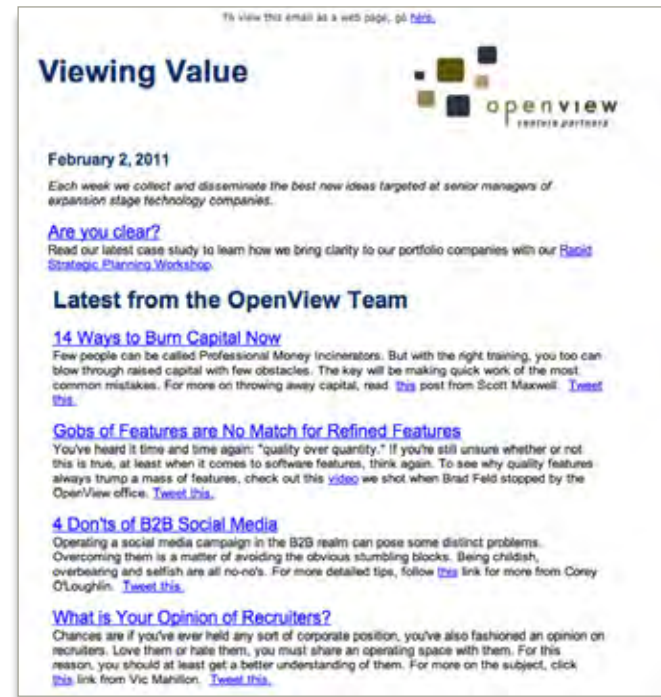 To view this email as a web page, go here.
Viewing Value
openview
venture partners
February 2, 2011
Each week we collect and disseminate the best new ideas targeted at senior managers of
expansion stage technology companies.
Are you clear?
Read our latest case study to learn how we bring clarity to our portfolio companies with our Rapid
Strategic Planning Workshop.
Latest from the OpenView Team
14 Ways to Burn Capital Now
Few people can be called Professional Money Incinerators. But with the right training, you too can
blow through raised capital with few obstacles. The key will be making quick work of the most
common mistakes. For more on throwing away capital, read this post from Scott Maxwell. Tweet
this.
Gobs of Features are No Match for Refined Features
You've heard it time and time again: "quality over quantity." If you're still unsure whether or not
this is true, at least when it comes to software features, think again. To see why quality features
always trump a mass of features, check out this video we shot when Brad Feld stopped by the
OpenView office. Tweet this.
4 Don'ts of B2B Social Media
Operating a social media campaign in the B2B realm can pose some distinct problems.
Overcoming them is a matter of avoiding the obvious stumbling blocks. Being childish,
overbearing and selfish are all no-no's. For more detailed tips, follow this link for more from Corey
O'Loughlin. Tweet this.
What is Your Opinion of Recruiters?
Chances are if you've ever held any sort of corporate position, you've also fashioned an opinion on
recruiters. Love them or hate them, you must share an operating space with them. For this
reason, you should at least get a better understanding of them. For more on the subject, click
this link from Vic Mahillon. Tweet this.